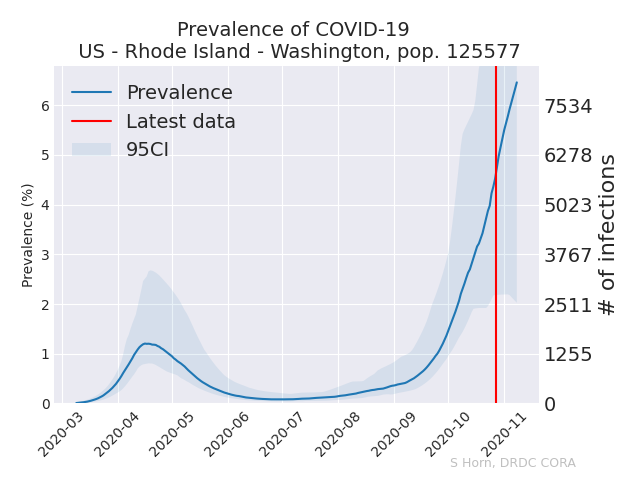 Prevalence of COVID-19
US - Rhode Island - Washington, pop. 125577
Prevalence
Latest data
95CI
Prevalence (%)
6
5
4
3
2
1
0
7534
6278
5023
3767
2511
1255
0
# of infections
2020-03
2020-04
2020-05
2020-06
2020-07
2020-08
2020-09
2020-10
2020-11
S Horn, DRDC CORA